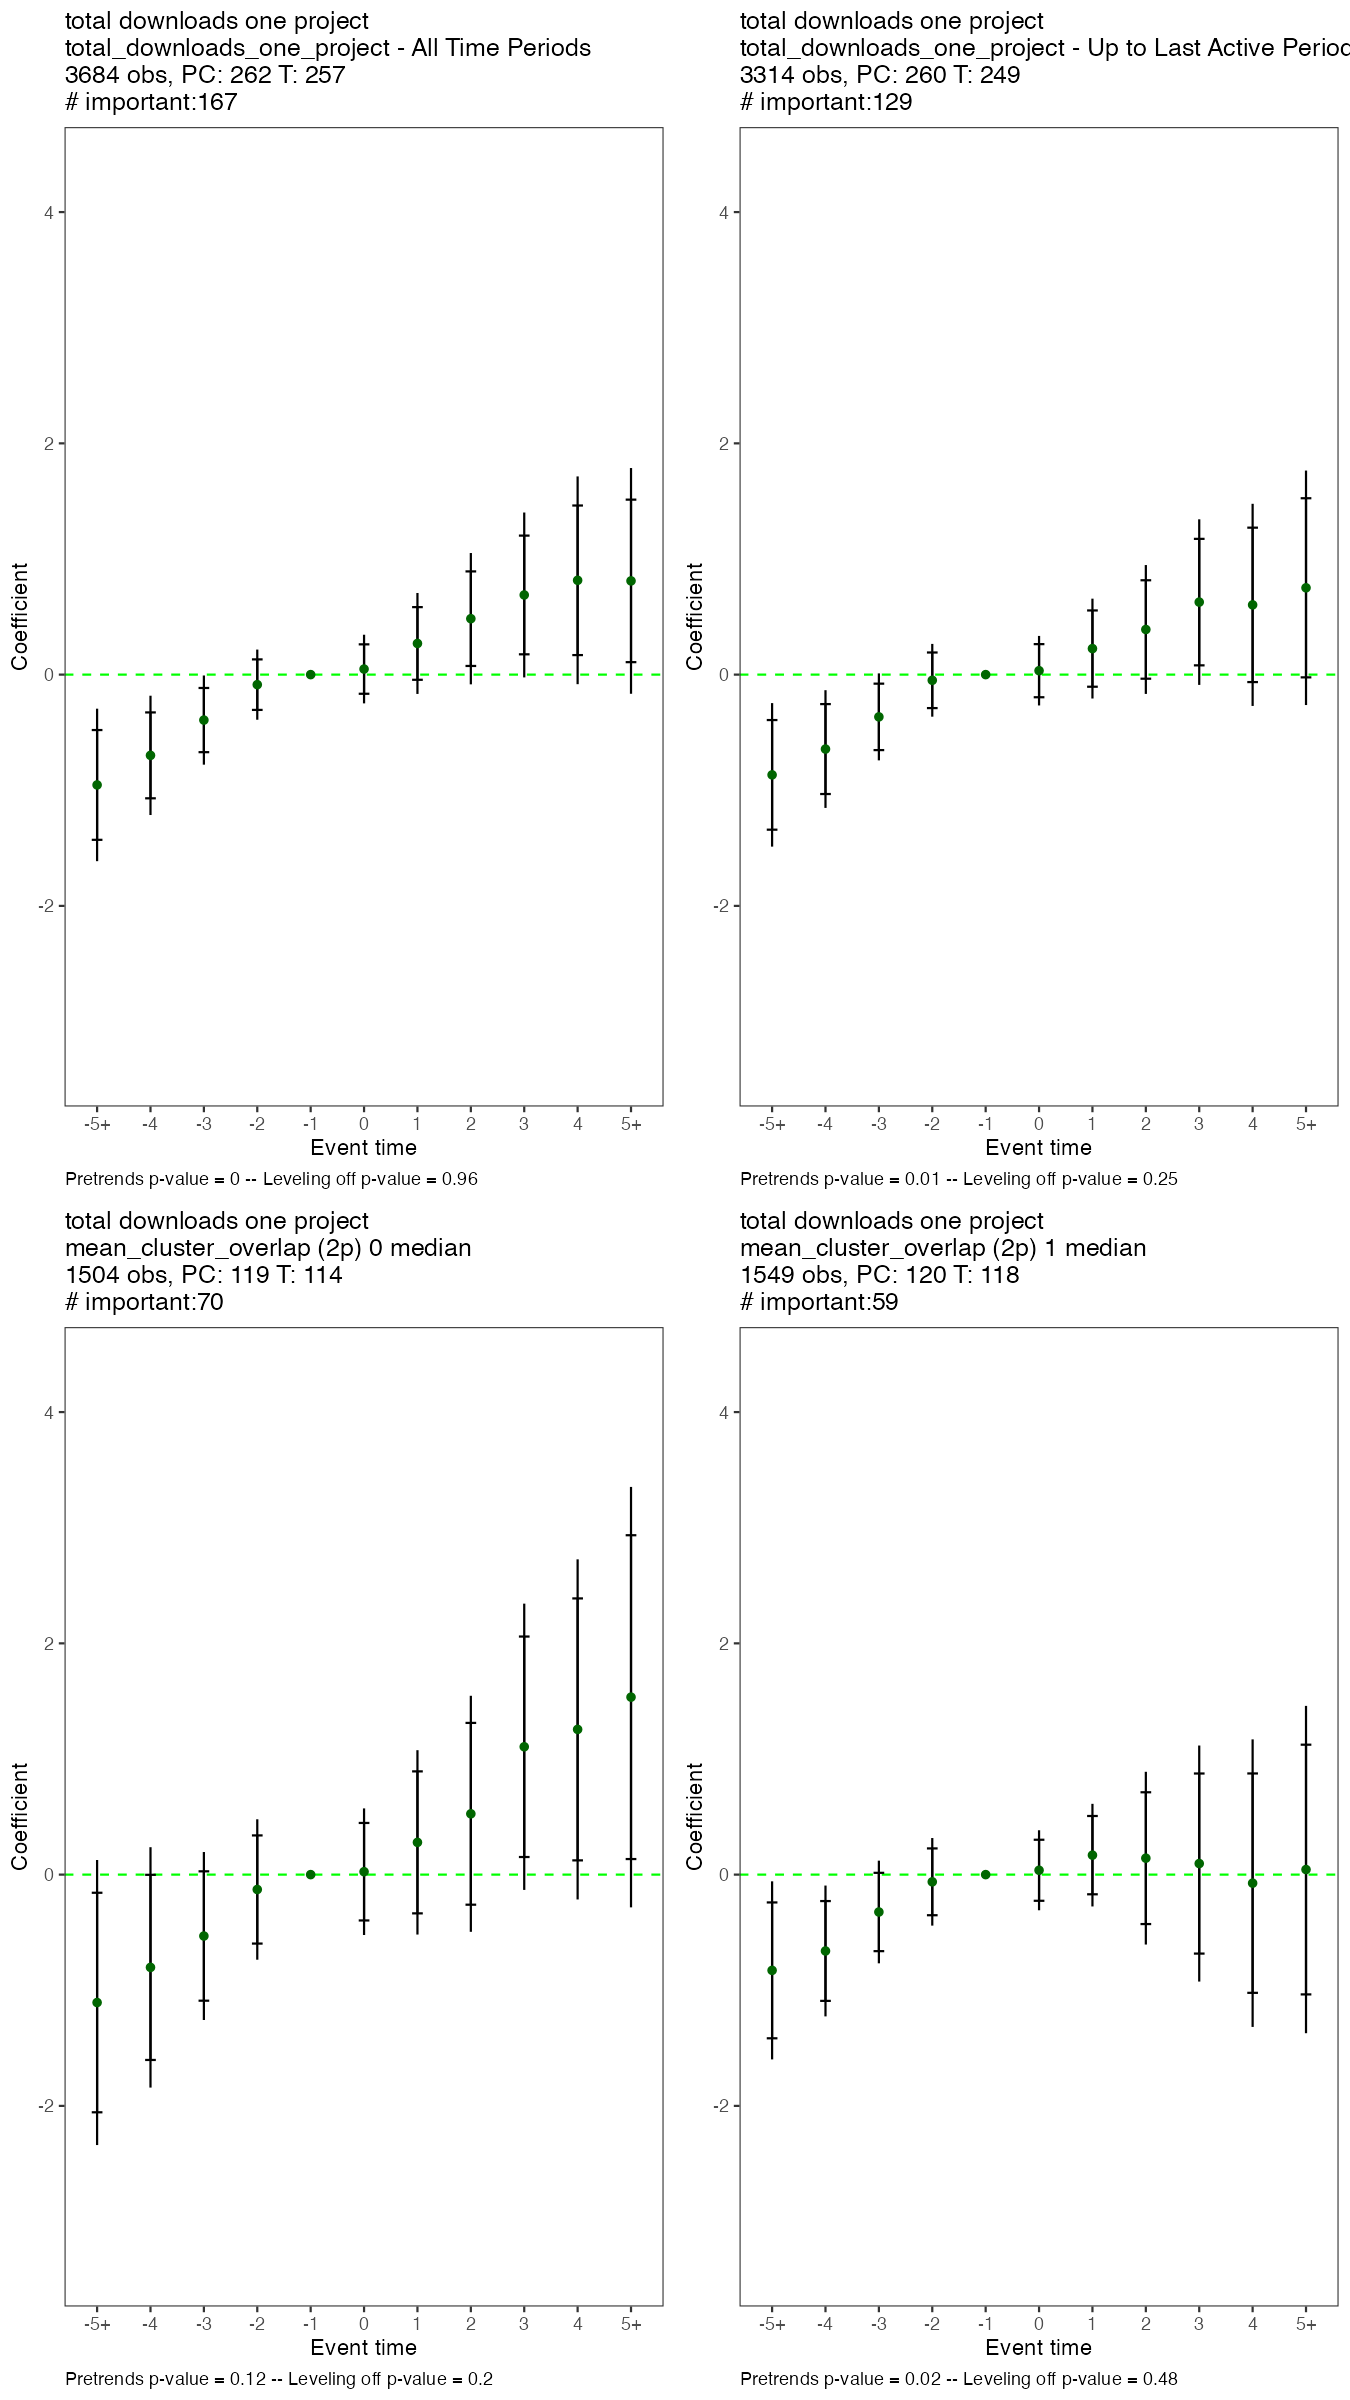 total downloads one project
total_downloads_one_project - All Time Periods
3684 obs, PC: 262 T: 257
# important:167
4
2
0
-2
Coefficient
-5+ -4 -3 -2 -1 0 1 2 3 4 5+
Event time
Pretrends p-value = 0 -- Leveling off p-value = 0.96
total downloads one project
total_downloads_one_project - Up to Last Active Period
3314 obs, PC: 260 T: 249
# important:129
4
2
0
-2
Coefficient
-5+ -4 -3 -2 -1 0 1 2 3 4 5+
Event time
Pretrends p-value = 0.01 -- Leveling off p-value = 0.25
total downloads one project
mean_cluster_overlap (2p) 0 median
1504 obs, PC: 119 T: 114
# important:70
4
2
0
-2
Coefficient
-5+ -4 -3 -2 -1 0 1 2 3 4 5+
Event time
Pretrends p-value = 0.12 -- Leveling off p-value = 0.2
total downloads one project
mean_cluster_overlap (2p) 1 median
1549 obs, PC: 120 T: 118
# important:59
4
2
0
-2
Coefficient
-5+ -4 -3 -2 -1 0 1 2 3 4 5+
Event time
Pretrends p-value = 0.02 -- Leveling off p-value = 0.48